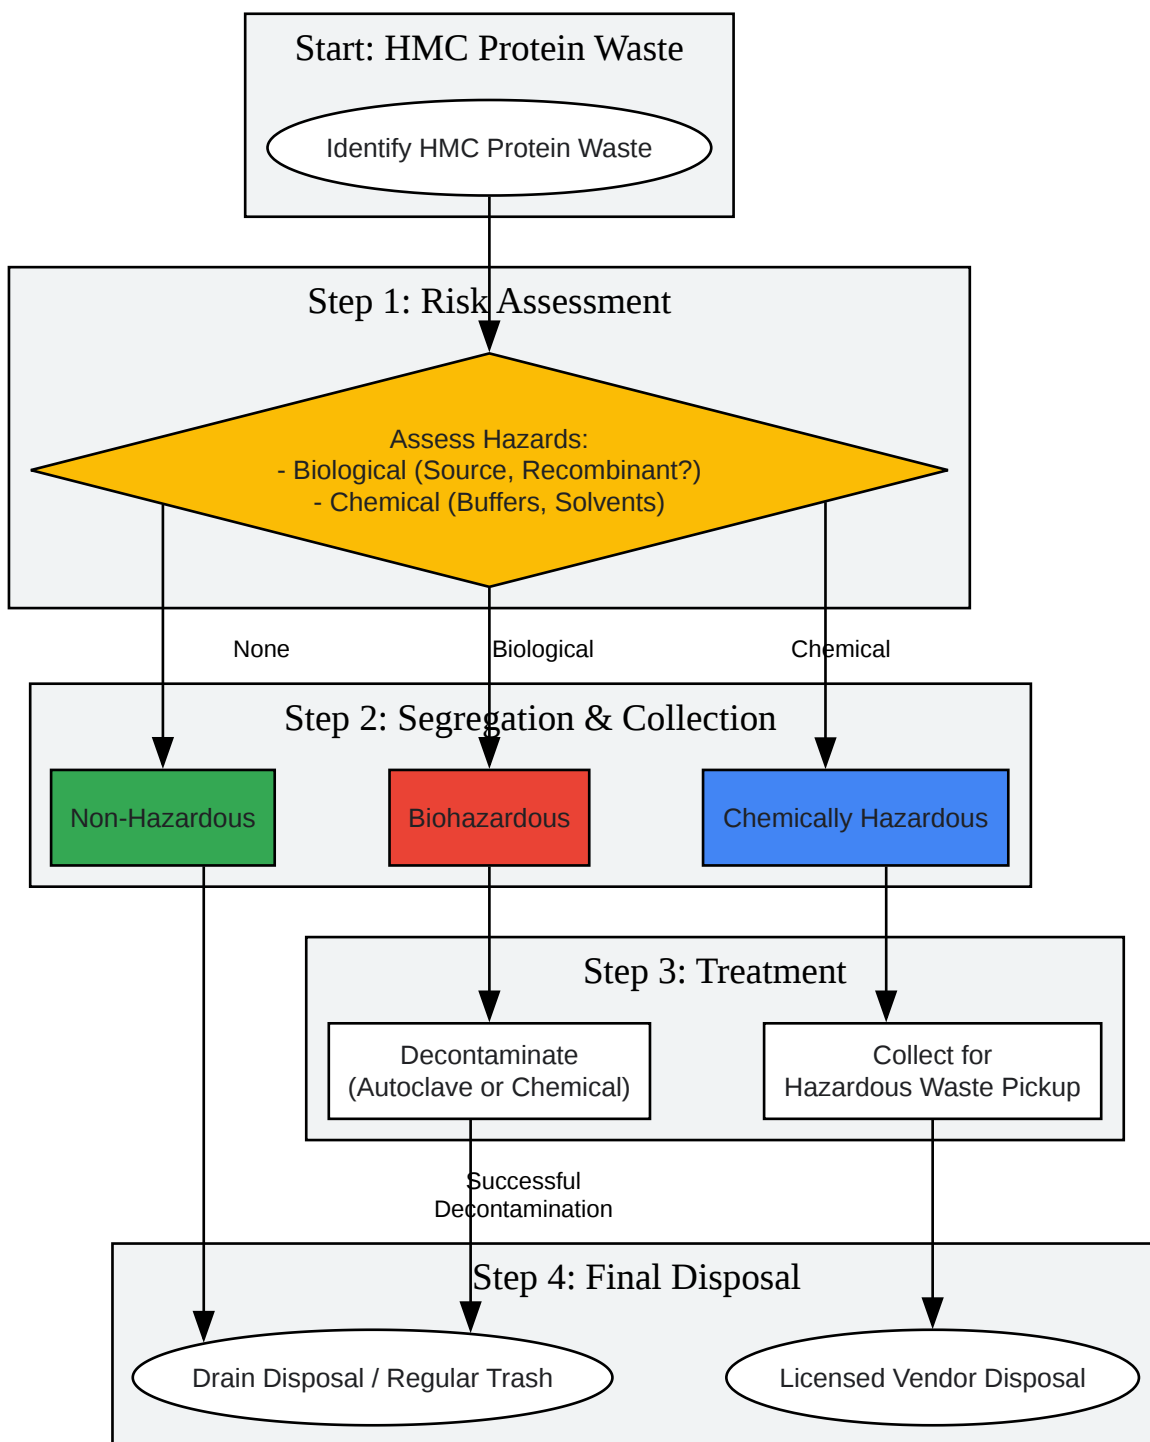 Start: HMC Protein Waste
Identify HMC Protein Waste
Step 1: Risk Assessment
Assess Hazards:
- Biological (Source, Recombinant?)
- Chemical (Buffers, Solvents)
None
Biological
Chemical
Step 2: Segregation & Collection
Non-Hazardous
Biohazardous
Chemically Hazardous
Step 3: Treatment
Decontaminate
(Autoclave or Chemical)
Collect for
Hazardous Waste Pickup
Successful
Decontamination
Step 4: Final Disposal
Drain Disposal / Regular Trash
Licensed Vendor Disposal